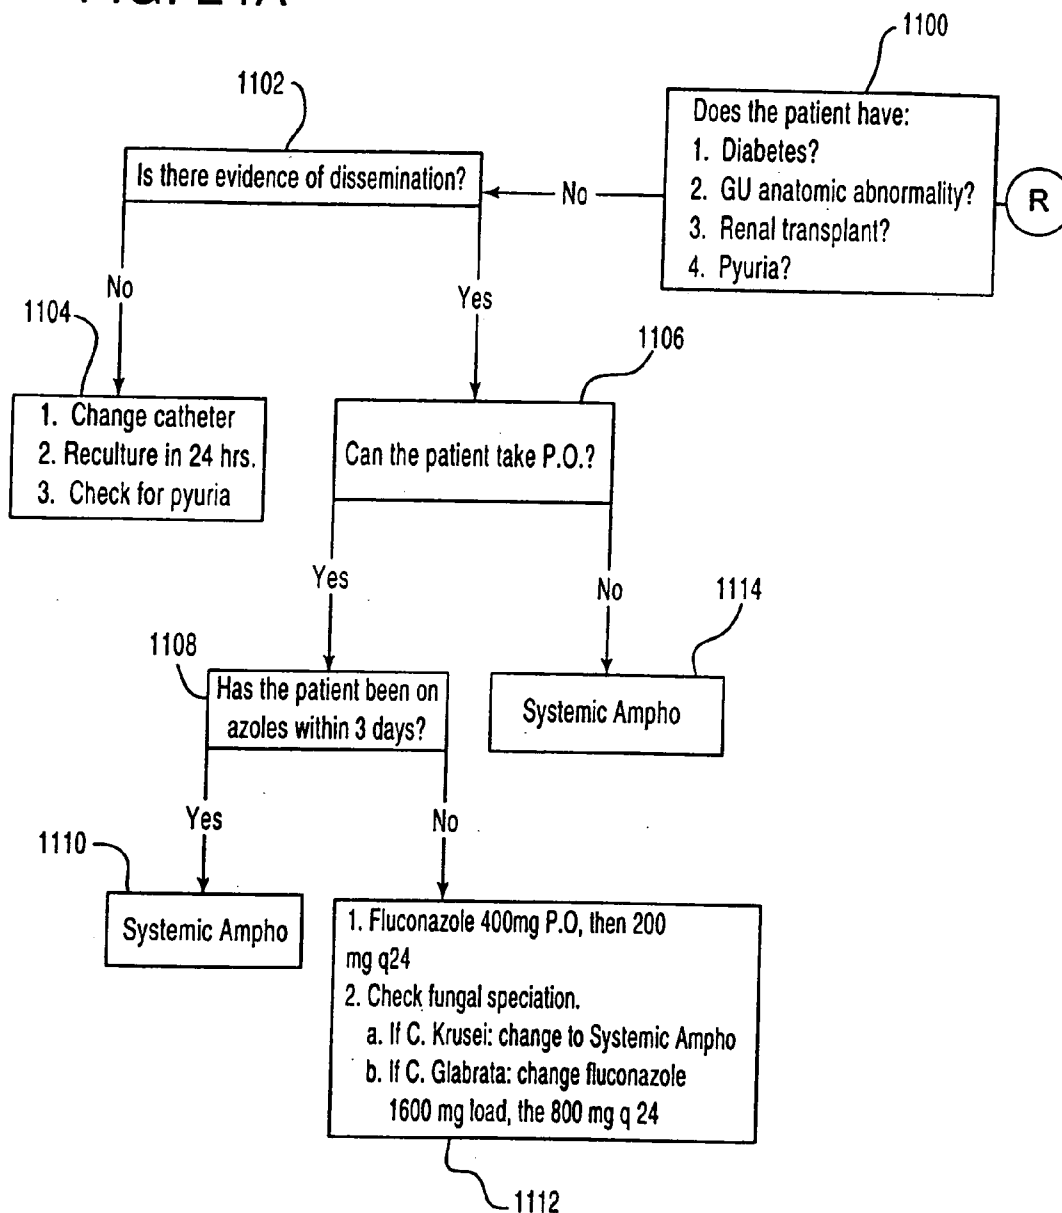 FIG. 24A
1100
1102
Does the patient have:
1. Diabetes?
2. GU anatomic abnormality?
3. Renal transplant?
4. Pyuria?
R
Is there evidence of dissemination?
No
No
Yes
1104
1106
1. Change catheter
2. Reculture in 24 hrs.
3. Check for pyuria
Can the patient take P.O.?
Yes
No
1108
1114
Has the patient been on
azoles within 3 days?
Systemic Ampho
Yes
No
1110
Systemic Ampho
1. Fluconazole 400mg P.O, then 200
mg q24
2. Check fungal speciation.
a. If C. Krusei: change to Systemic Ampho
b. If C. Glabrata: change fluconazole
1600 mg load, the 800 mg q 24
1112